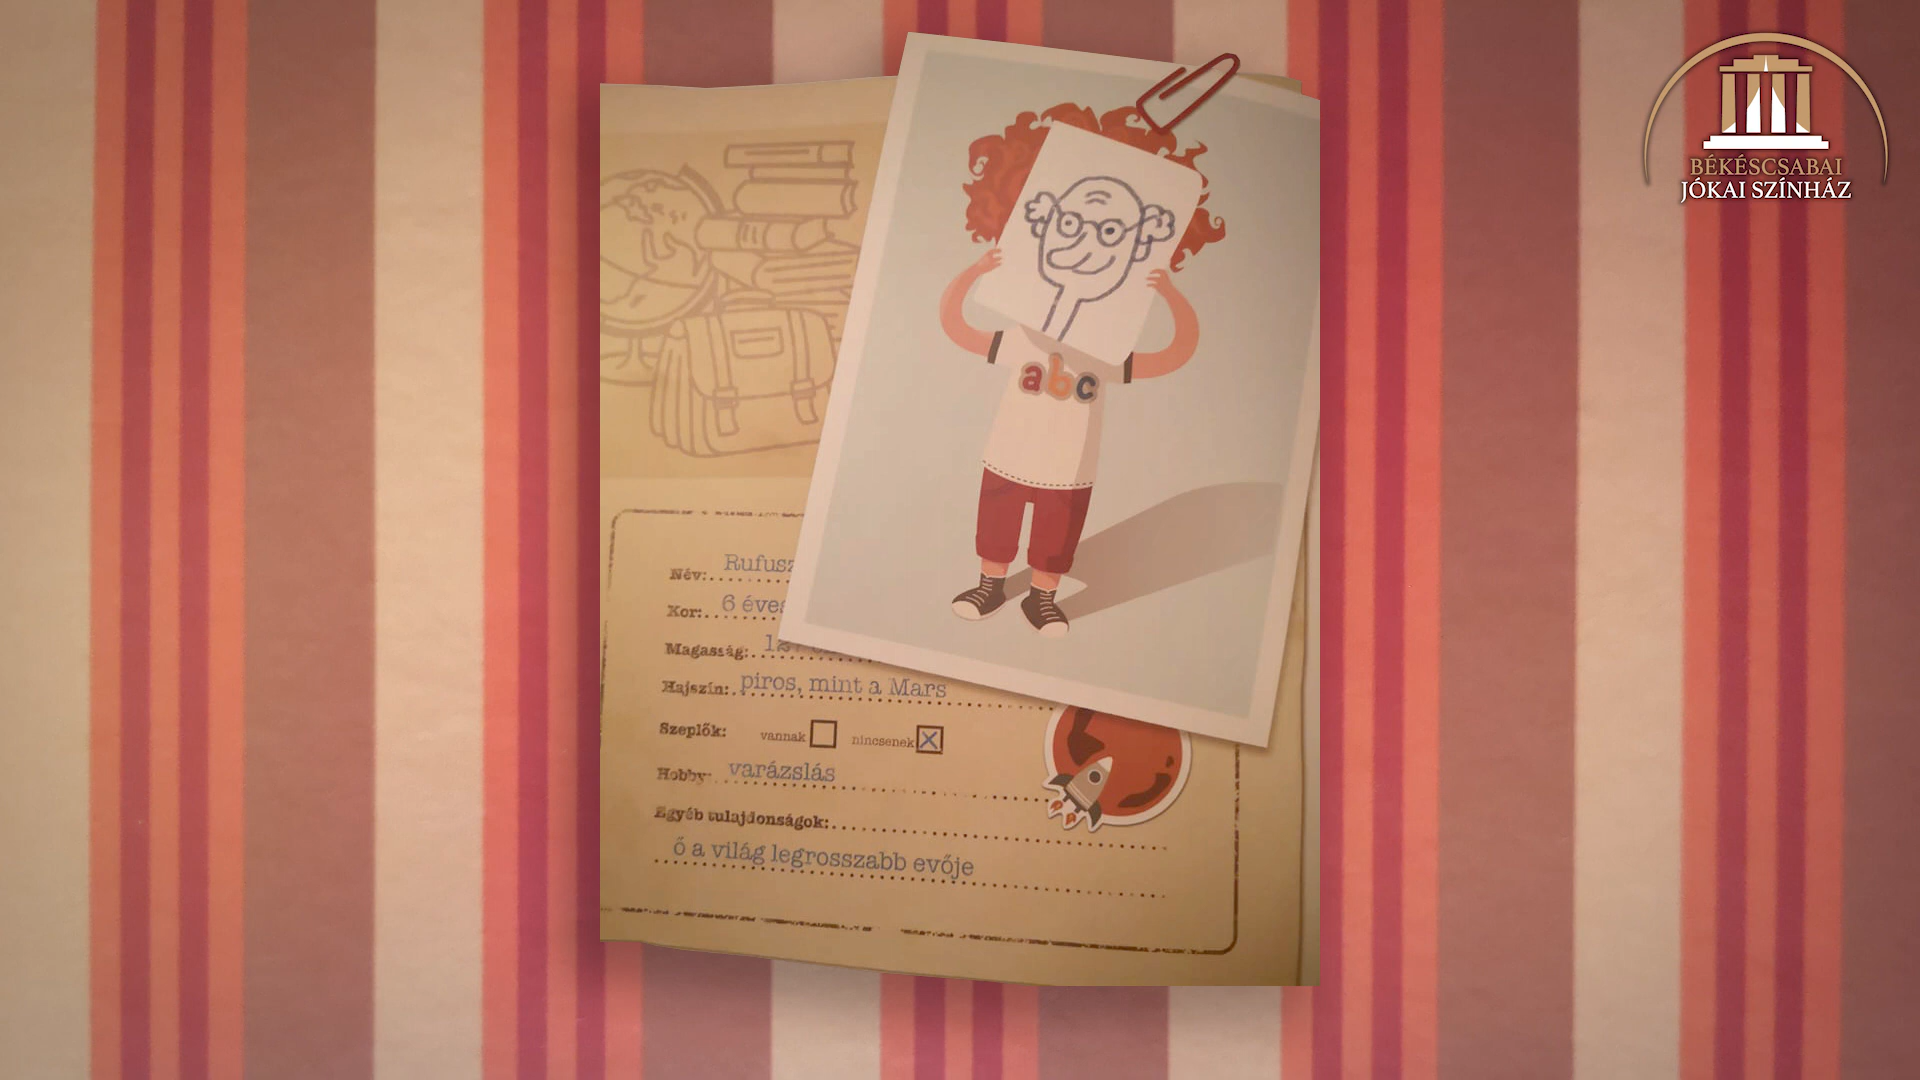 BÉKÉSCSABAI
JÓKAI SZÍNHÁZ
abc
Név: Rufusz
Kor: 6 éves
Magasság:
Hajszín: piros, mint a Mars
Szeplők: vannak nincsenek
Hobby: varázslás
Egyéb tulajdonságok:
ő a világ legrosszabb evője